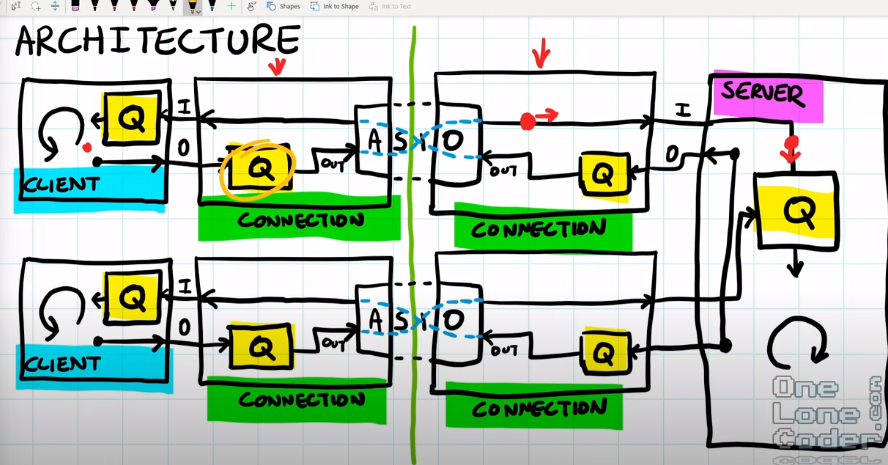 Shapes
Ink to Shape
Ink to Text
ARCHITECTURE
SERVER
Q
I
O
Q
CLIENT
OUT
CONNECTION
A S I O
OUT
Q
CONNECTION
I
O
Q
Q
I
O
Q
CLIENT
OUT
CONNECTION
A S I O
OUT
Q
CONNECTION
One
Lone
Coder.com